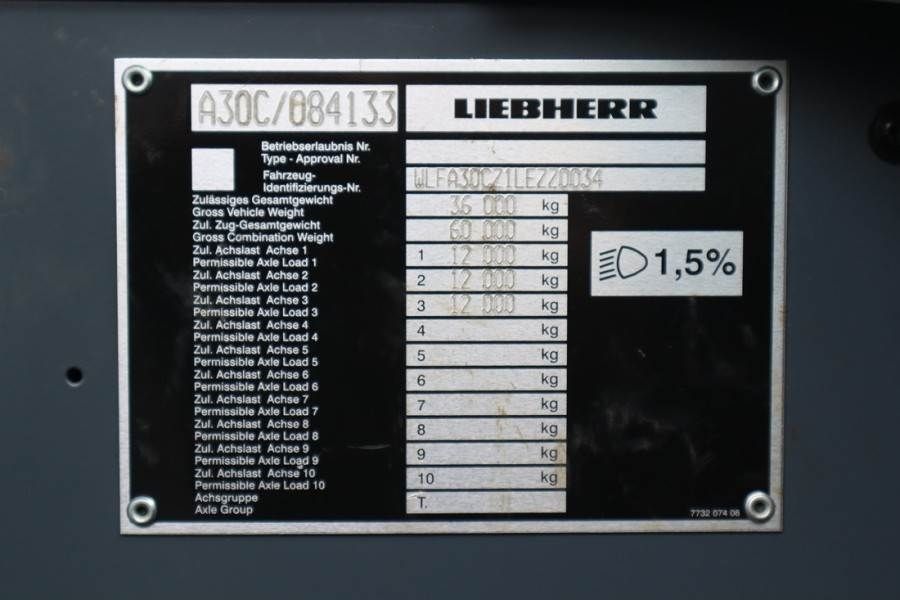 A30C/084133
LIEBHERR
Betriebserlaubnis Nr.
Type - Approval Nr.
Fahrzeug-
Identifizierungs-Nr.
WLFA30CZ1LEZZ0034
Zulässiges Gesamtgewicht
Gross Vehicle Weight
36 000 kg
Zul. Zug-Gesamtgewicht
Gross Combination Weight
60 000 kg
Zul. Achslast Achse 1
Permissible Axle Load 1
1 12 000 kg
Zul. Achslast Achse 2
Permissible Axle Load 2
2 12 000 kg
Zul. Achslast Achse 3
Permissible Axle Load 3
3 12 000 kg
Zul. Achslast Achse 4
Permissible Axle Load 4
4 kg
Zul. Achslast Achse 5
Permissible Axle Load 5
5 kg
Zul. Achslast Achse 6
Permissible Axle Load 6
6 kg
Zul. Achslast Achse 7
Permissible Axle Load 7
7 kg
Zul. Achslast Achse 8
Permissible Axle Load 8
8 kg
Zul. Achslast Achse 9
Permissible Axle Load 9
9 kg
Zul. Achslast Achse 10
Permissible Axle Load 10
10 kg
Achsgruppe
Axle Group
T.
1,5%
7732 074 08